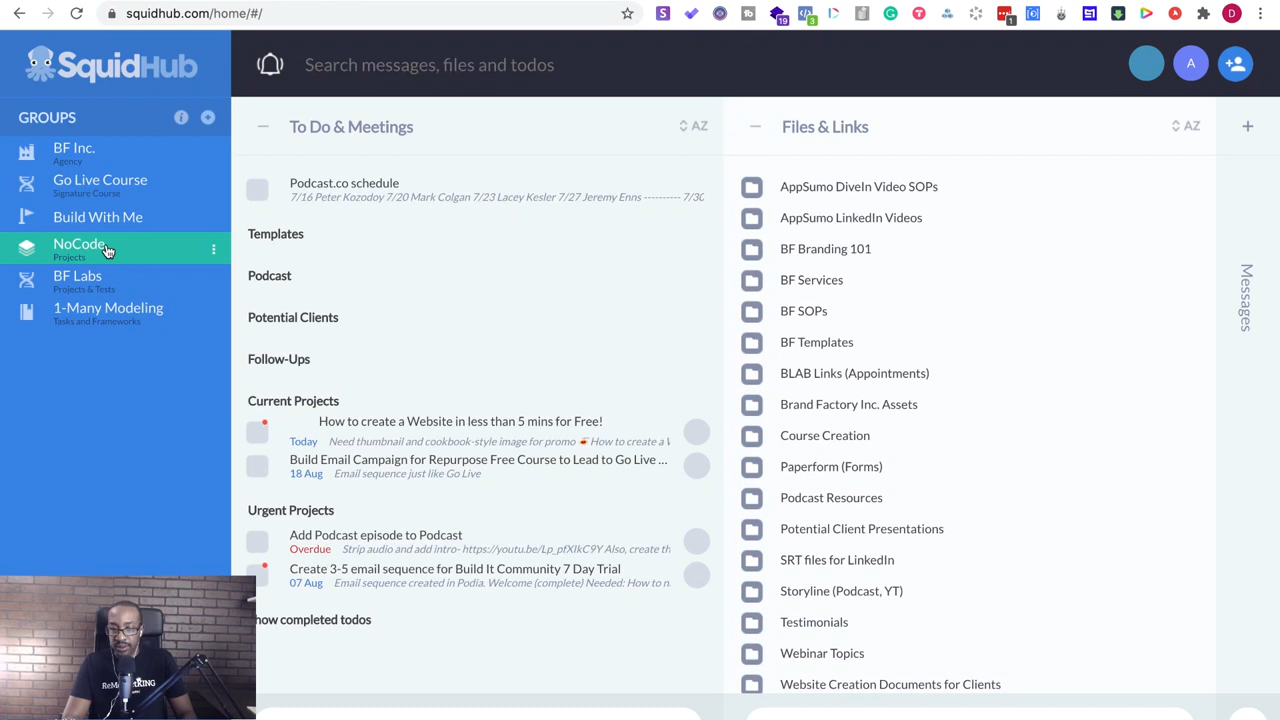 squidhub.com/home/#/
19
3
1
D
SquidHub
Search messages, files and todos
A
GROUPS
BF Inc.
Agency
Go Live Course
Signature Course
Build With Me
NoCode
Projects
BF Labs
Projects & Tests
1-Many Modeling
Tasks and Frameworks
To Do & Meetings
AZ
Podcast.co schedule
7/16 Peter Kozodoy 7/20 Mark Colgan 7/23 Lacey Kesler 7/27 Jeremy Enns ---------- 7/30
Templates
Podcast
Potential Clients
Follow-Ups
Current Projects
How to create a Website in less than 5 mins for Free!
Today Need thumbnail and cookbook-style image for promo How to create a
Build Email Campaign for Repurpose Free Course to Lead to Go Live ...
18 Aug Email sequence just like Go Live
Urgent Projects
Add Podcast episode to Podcast
Overdue Strip audio and add intro- https://youtu.be/Lp_pfXIkC9Y Also, create th
Create 3-5 email sequence for Build It Community 7 Day Trial
07 Aug Email sequence created in Podia. Welcome (complete) Needed: How to n
how completed todos
Files & Links
AZ
AppSumo DiveIn Video SOPs
AppSumo LinkedIn Videos
BF Branding 101
BF Services
BF SOPs
BF Templates
BLAB Links (Appointments)
Brand Factory Inc. Assets
Course Creation
Paperform (Forms)
Podcast Resources
Potential Client Presentations
SRT files for LinkedIn
Storyline (Podcast, YT)
Testimonials
Webinar Topics
Website Creation Documents for Clients
Messages